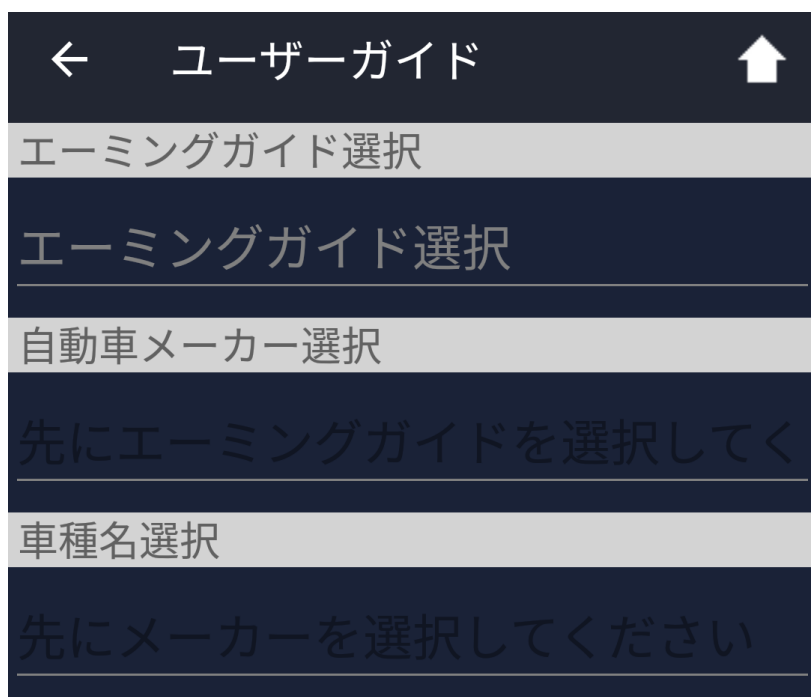 ユーザーガイド
エーミングガイド選択
エーミングガイド選択
自動車メーカー選択
先にエーミングガイドを選択してく
車種名選択
先にメーカーを選択してください